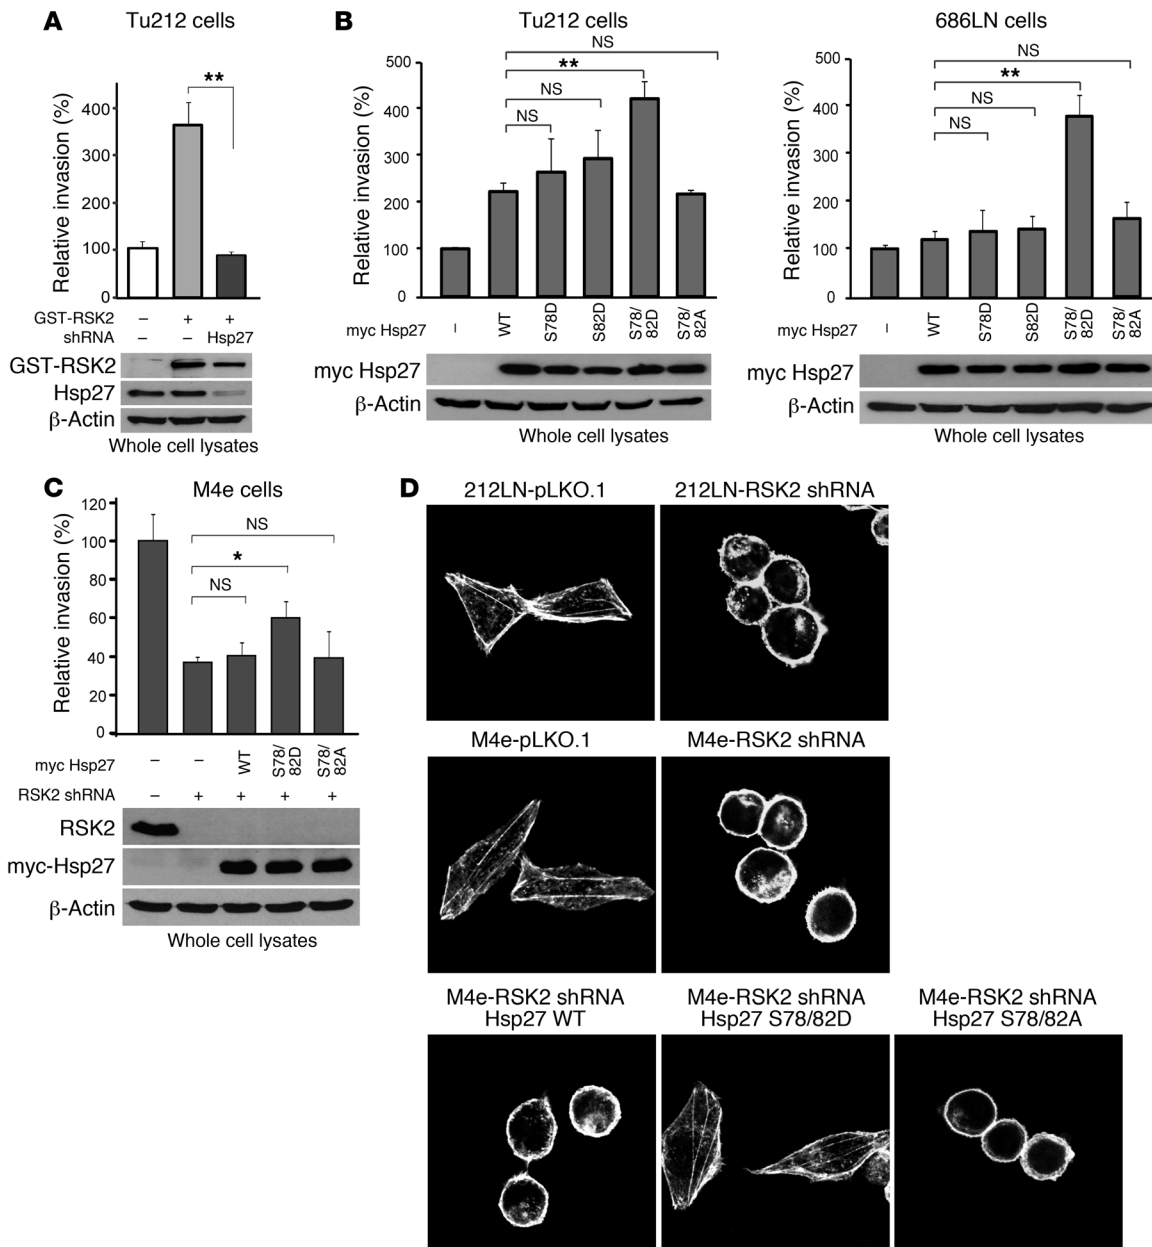 A
Tu212 cells
Relative invasion (%)
400
300
200
100
0
**
GST-RSK2 – + +
shRNA – – Hsp27
GST-RSK2
Hsp27
β-Actin
Whole cell lysates
B
Tu212 cells
Relative invasion (%)
500
400
300
200
100
0
NS
**
NS
NS
myc Hsp27 – WT S78D S82D S78/82D S78/82A
myc Hsp27
β-Actin
Whole cell lysates
686LN cells
Relative invasion (%)
500
400
300
200
100
0
NS
**
NS
NS
myc Hsp27 – WT S78D S82D S78/82D S78/82A
myc Hsp27
β-Actin
Whole cell lysates
C
M4e cells
Relative invasion (%)
120
100
80
60
40
20
0
NS
*
NS
myc Hsp27 – – WT S78/82D S78/82A
RSK2 shRNA – + + + +
RSK2
myc-Hsp27
β-Actin
Whole cell lysates
D
212LN-pLKO.1
212LN-RSK2 shRNA
M4e-pLKO.1
M4e-RSK2 shRNA
M4e-RSK2 shRNA
Hsp27 WT
M4e-RSK2 shRNA
Hsp27 S78/82D
M4e-RSK2 shRNA
Hsp27 S78/82A